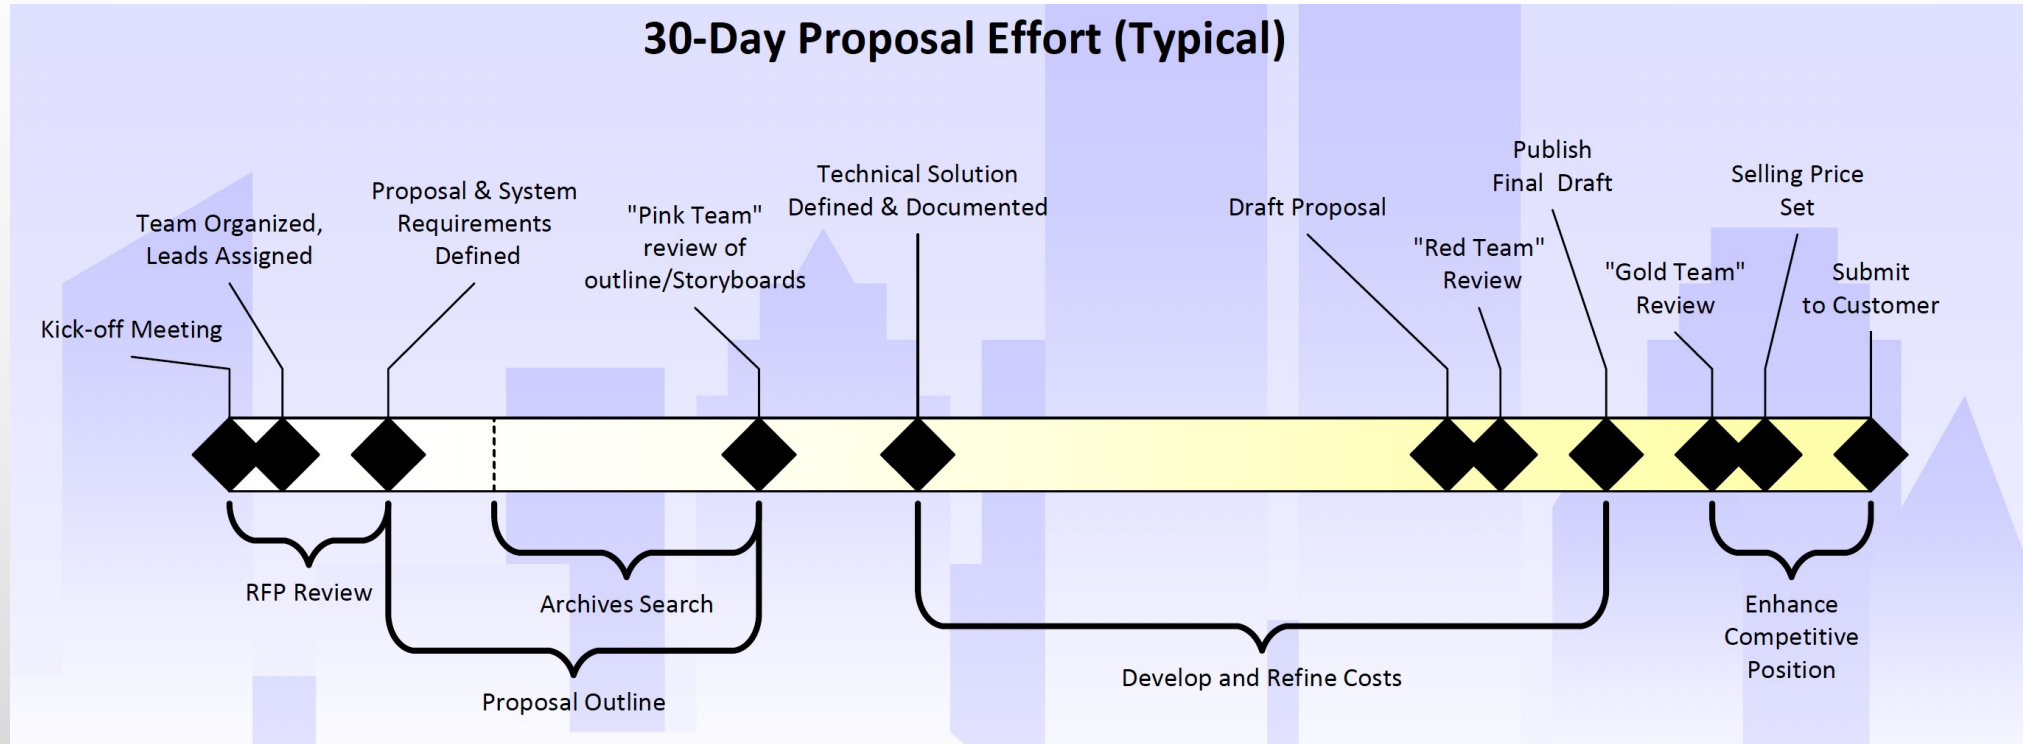 30-Day Proposal Effort (Typical)
Kick-off Meeting
Team Organized,
Leads Assigned
Proposal & System
Requirements
Defined
"Pink Team"
review of
outline/Storyboards
Technical Solution
Defined & Documented
Draft Proposal
"Red Team"
Review
Publish
Final  Draft
"Gold Team"
Review
Selling Price
Set
Submit
to Customer
RFP Review
Archives Search
Proposal Outline
Develop and Refine Costs
Enhance
Competitive
Position